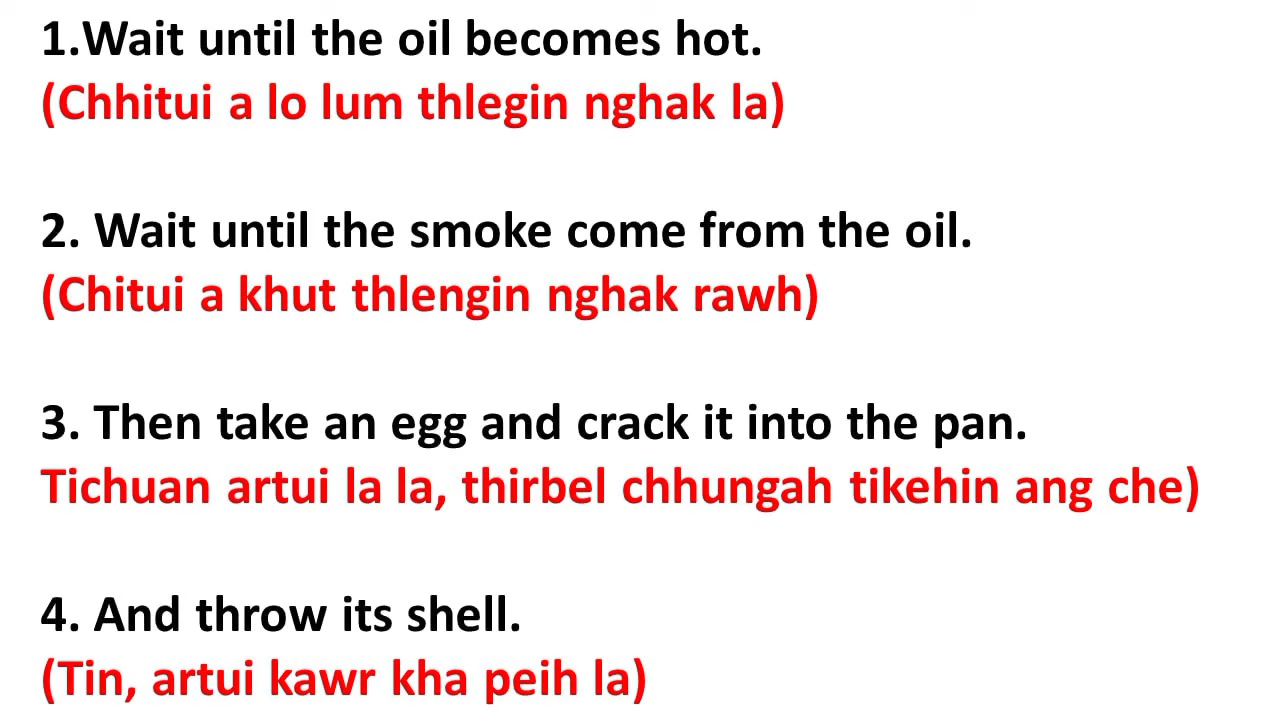 1.Wait until the oil becomes hot.
(Chhitui a lo lum thlegin nghak la)
2. Wait until the smoke come from the oil.
(Chitui a khut thlengin nghak rawh)
3. Then take an egg and crack it into the pan.
Tichuan artui la la, thirbel chhungah tikehin ang che)
4. And throw its shell.
(Tin, artui kawr kha peih la)